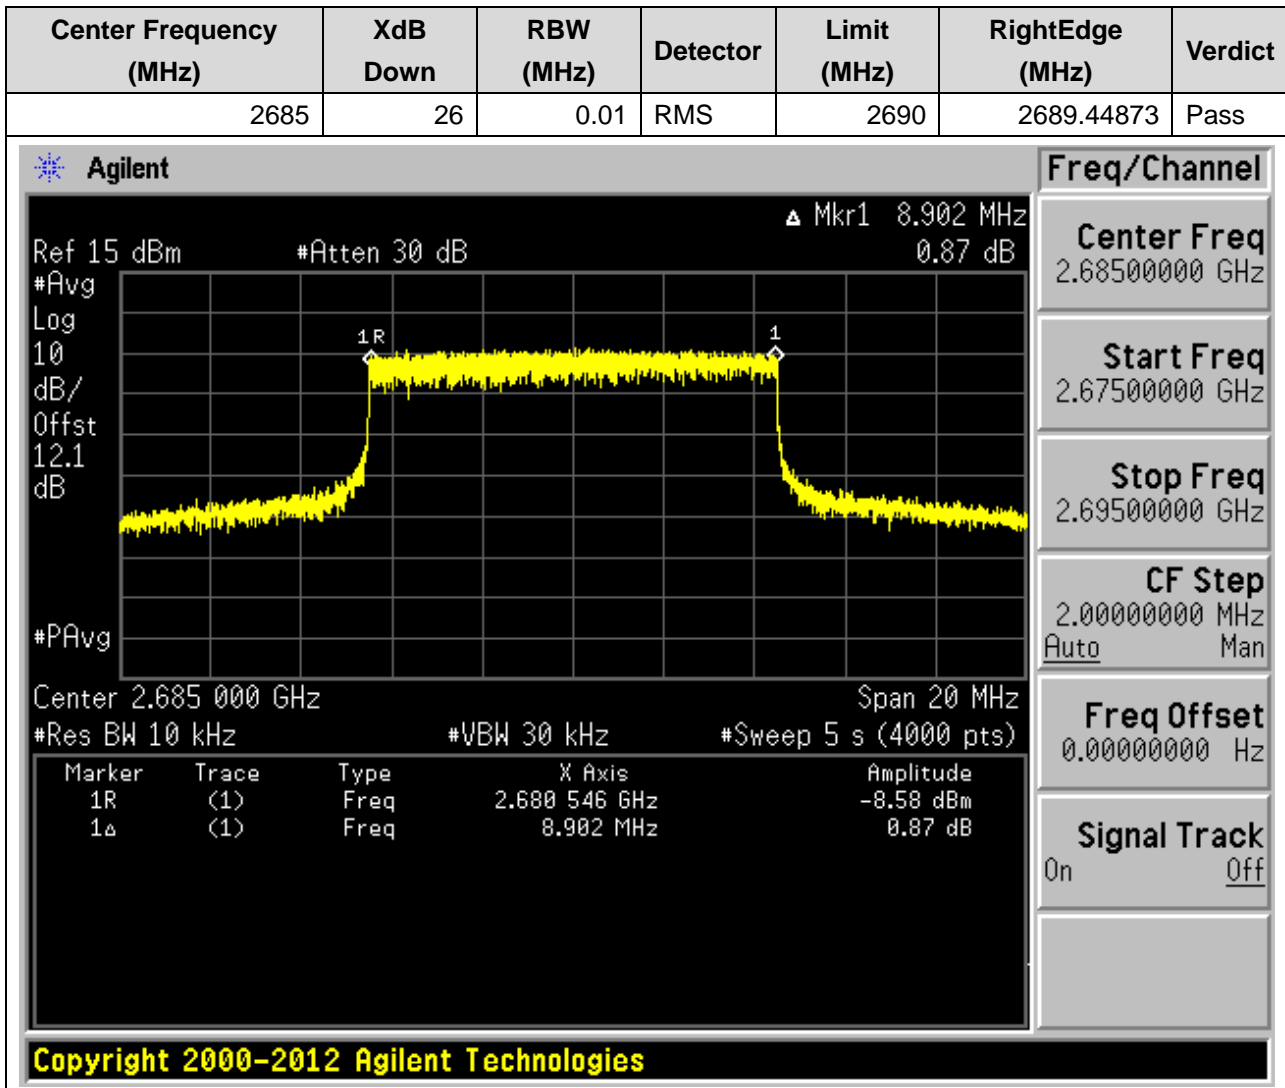 Center Frequency (MHz) XdB Down RBW (MHz) Detector Limit (MHz) RightEdge (MHz) Verdict
2685 26 0.01 RMS 2690 2689.44873 Pass
Agilent
Freq/Channel
Δ Mkr1 8.902 MHz
Ref 15 dBm #Atten 30 dB 0.87 dB
#Avg
Log
10
dB/
Offst
12.1
dB
1R
1
#PAvg
Center 2.685 000 GHz Span 20 MHz
#Res BW 10 kHz #VBW 30 kHz #Sweep 5 s (4000 pts)
Marker Trace Type X Axis Amplitude
1R (1) Freq 2.680 546 GHz -8.58 dBm
1Δ (1) Freq 8.902 MHz 0.87 dB
Center Freq
2.68500000 GHz
Start Freq
2.67500000 GHz
Stop Freq
2.69500000 GHz
CF Step
2.00000000 MHz
Auto Man
Freq Offset
0.00000000 Hz
Signal Track
On Off
Copyright 2000-2012 Agilent Technologies